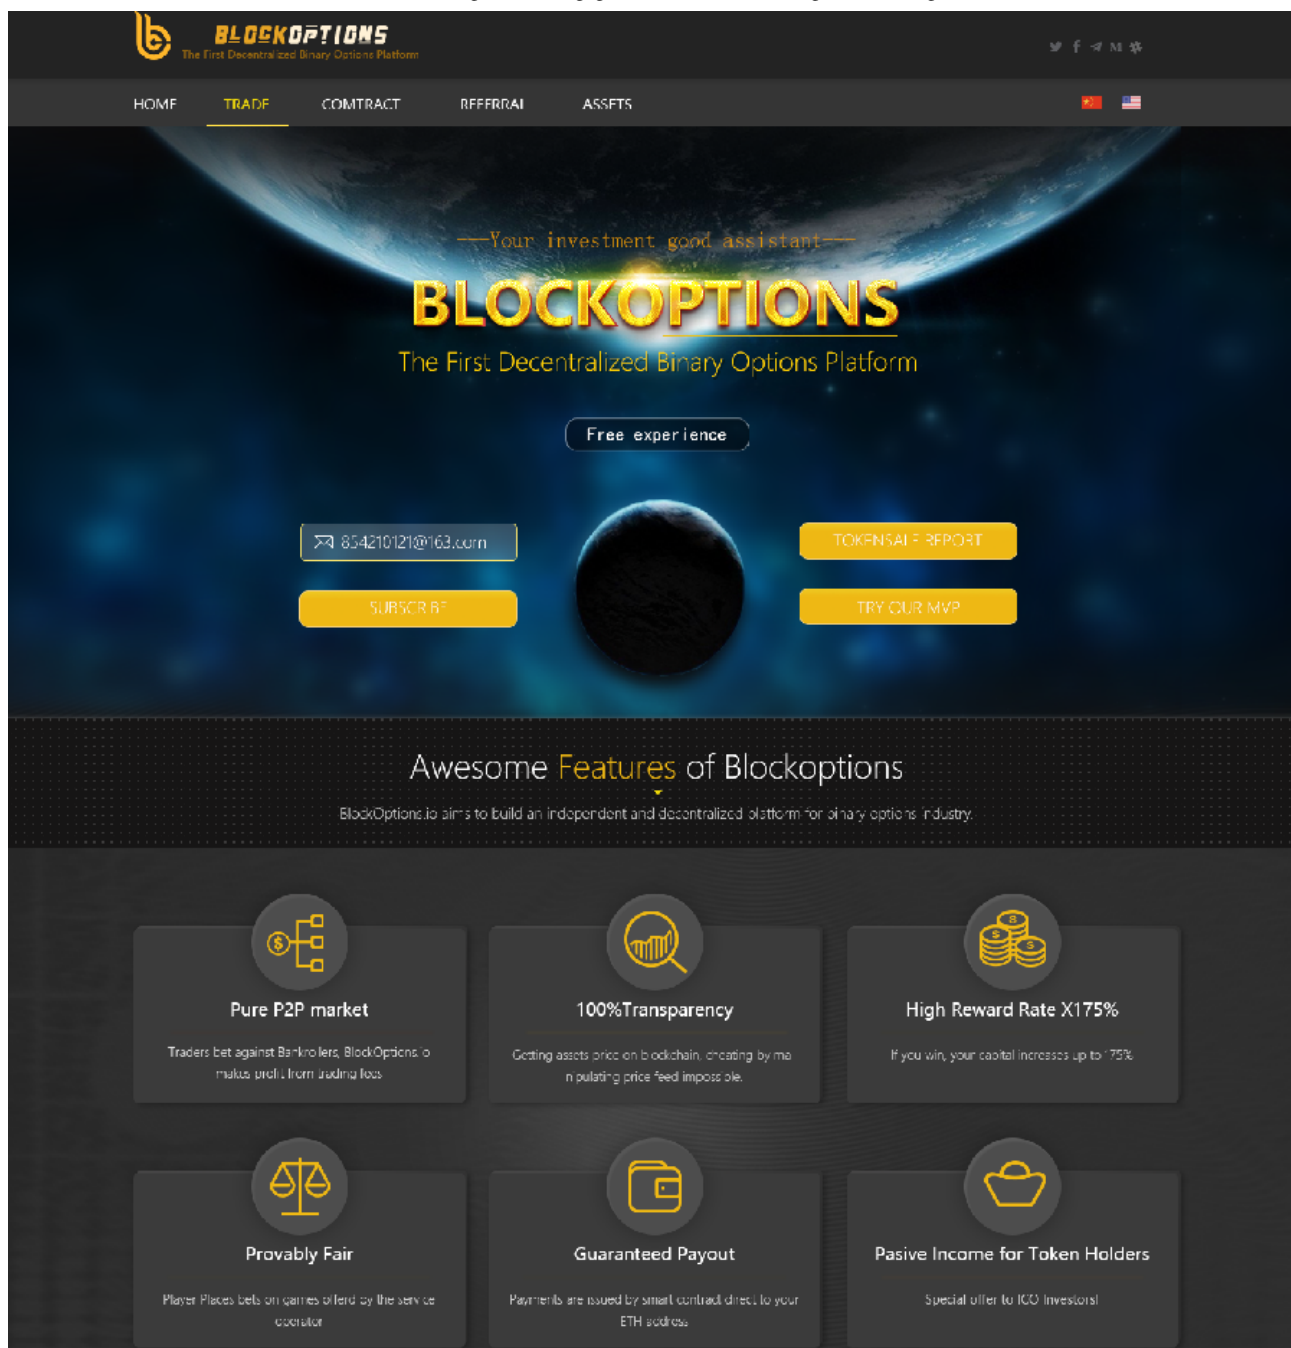 BLOCKOPTIONS
The First Decentralized Binary Options Platform
HOME TRADE COMTRACT REFERRAL ASSETS
---Your investment good assistant---
BLOCKOPTIONS
The First Decentralized Binary Options Platform
Free experience
854210121@163.com
TOKENSALE REPORT
SUBSCRIBE
TRY OUR MVP
Awesome Features of Blockoptions
BlockOptions.io aims to build an independent and decentralized platform for binary options industry.
Pure P2P market
Traders bet against Bankrollers, BlockOptions.io
makes profit from trading fees
100%Transparency
Getting assets price on blockchain, cheating by ma
nipulating price feed impossible.
High Reward Rate X175%
If you win, your capital increases up to 175%
Provably Fair
Player Places bets on games offerd by the service
operator
Guaranteed Payout
Payments are issued by smart contract direct to your
ETH address
Pasive Income for Token Holders
Special offer to ICO Investors!